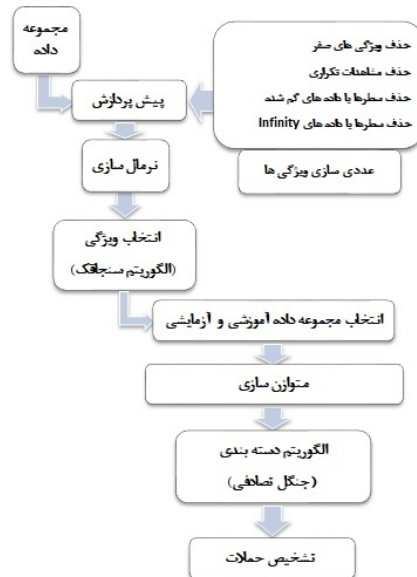 مجموعه
داده
حذف ویژگی های صفر
حذف مشاهدات تکراری
حذف سطرها یا داده های گم شده
حذف سطرها یا داده های Infinity
پیش پردازش
عددی سازی ویژگی ها
نرمال سازی
انتخاب ویژگی
(الگوریتم سنجاقک)
انتخاب مجموعه داده آموزشی و آزمایشی
متوازن سازی
الگوریتم دسته بندی
(جنگل تصادفی)
تشخیص حملات